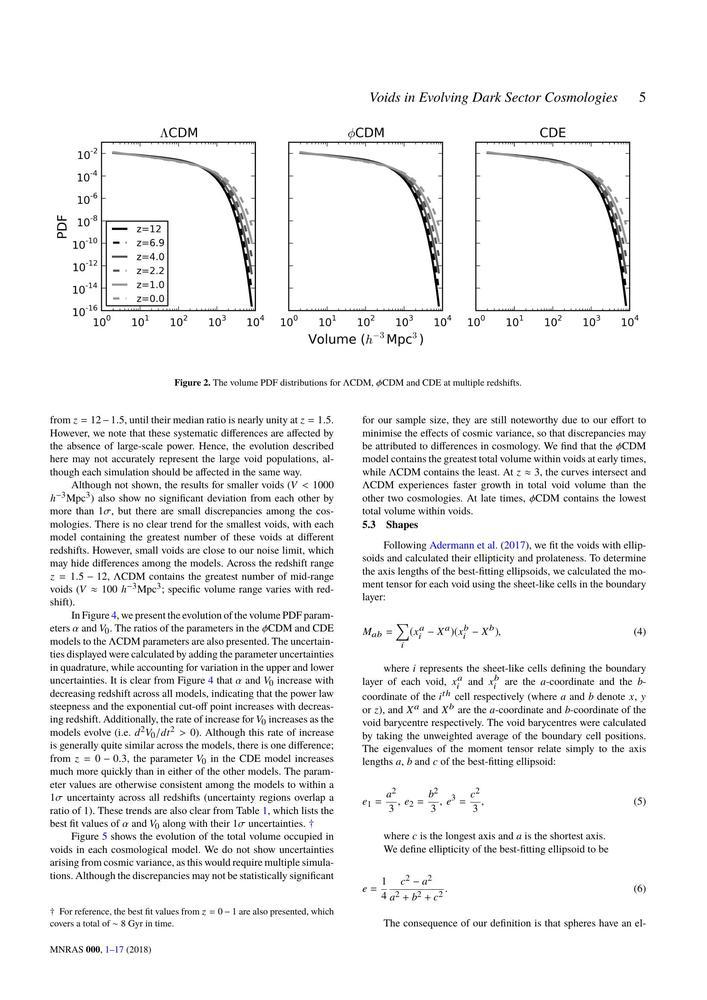 Voids in Evolving Dark Sector Cosmologies 5
ΛCDM
ϕCDM
CDE
PDF
10^{-2}
10^{-4}
10^{-6}
10^{-8}
10^{-10}
10^{-12}
10^{-14}
10^{-16}
z=12
z=6.9
z=4.0
z=2.2
z=1.0
z=0.0
10^0 10^1 10^2 10^3 10^4
10^0 10^1 10^2 10^3 10^4
10^0 10^1 10^2 10^3 10^4
Volume (h^{-3} Mpc^3)
Figure 2. The volume PDF distributions for ΛCDM, ϕCDM and CDE at multiple redshifts.
from z = 12 − 1.5, until their median ratio is nearly unity at z = 1.5.
However, we note that these systematic differences are affected by
the absence of large-scale power. Hence, the evolution described
here may not accurately represent the large void populations, al-
though each simulation should be affected in the same way.
Although not shown, the results for smaller voids (V < 1000
h^{-3}Mpc^3) also show no significant deviation from each other by
more than 1σ, but there are small discrepancies among the cos-
mologies. There is no clear trend for the smallest voids, with each
model containing the greatest number of these voids at different
redshifts. However, small voids are close to our noise limit, which
may hide differences among the models. Across the redshift range
z = 1.5 − 12, ΛCDM contains the greatest number of mid-range
voids (V ≈ 100 h^{-3}Mpc^3; specific volume range varies with red-
shift).
In Figure 4, we present the evolution of the volume PDF param-
eters α and V_0. The ratios of the parameters in the ϕCDM and CDE
models to the ΛCDM parameters are also presented. The uncertain-
ties displayed were calculated by adding the parameter uncertainties
in quadrature, while accounting for variation in the upper and lower
uncertainties. It is clear from Figure 4 that α and V_0 increase with
decreasing redshift across all models, indicating that the power law
steepness and the exponential cut-off point increases with decreas-
ing redshift. Additionally, the rate of increase for V_0 increases as the
models evolve (i.e. d^2V_0/dt^2 > 0). Although this rate of increase
is generally quite similar across the models, there is one difference;
from z = 0 − 0.3, the parameter V_0 in the CDE model increases
much more quickly than in either of the other models. The param-
eter values are otherwise consistent among the models to within a
1σ uncertainty across all redshifts (uncertainty regions overlap a
ratio of 1). These trends are also clear from Table 1, which lists the
best fit values of α and V_0 along with their 1σ uncertainties. †
Figure 5 shows the evolution of the total volume occupied in
voids in each cosmological model. We do not show uncertainties
arising from cosmic variance, as this would require multiple simula-
tions. Although the discrepancies may not be statistically significant
† For reference, the best fit values from z = 0 − 1 are also presented, which
covers a total of ~ 8 Gyr in time.
for our sample size, they are still noteworthy due to our effort to
minimise the effects of cosmic variance, so that discrepancies may
be attributed to differences in cosmology. We find that the ϕCDM
model contains the greatest total volume within voids at early times,
while ΛCDM contains the least. At z ≈ 3, the curves intersect and
ΛCDM experiences faster growth in total void volume than the
other two cosmologies. At late times, ϕCDM contains the lowest
total volume within voids.
5.3 Shapes
Following Adermann et al. (2017), we fit the voids with ellip-
soids and calculated their ellipticity and prolateness. To determine
the axis lengths of the best-fitting ellipsoids, we calculated the mo-
ment tensor for each void using the sheet-like cells in the boundary
layer:
M_{ab} = ∑_i (x_i^a − X^a)(x_i^b − X^b), (4)
where i represents the sheet-like cells defining the boundary
layer of each void, x_i^a and x_i^b are the a-coordinate and the b-
coordinate of the i^{th} cell respectively (where a and b denote x, y
or z), and X^a and X^b are the a-coordinate and b-coordinate of the
void barycentre respectively. The void barycentres were calculated
by taking the unweighted average of the boundary cell positions.
The eigenvalues of the moment tensor relate simply to the axis
lengths a, b and c of the best-fitting ellipsoid:
e_1 = a^2/3, e_2 = b^2/3, e^3 = c^2/3, (5)
where c is the longest axis and a is the shortest axis.
We define ellipticity of the best-fitting ellipsoid to be
e = 1/4 (c^2 − a^2)/(a^2 + b^2 + c^2). (6)
The consequence of our definition is that spheres have an el-
MNRAS 000, 1–17 (2018)